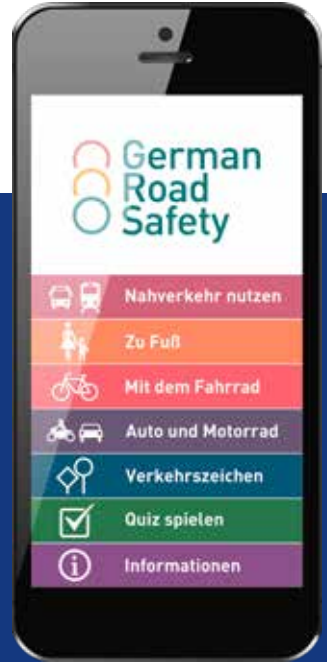 German
Road
Safety
Nahverkehr nutzen
Zu Fuß
Mit dem Fahrrad
Auto und Motorrad
Verkehrszeichen
Quiz spielen
Informationen